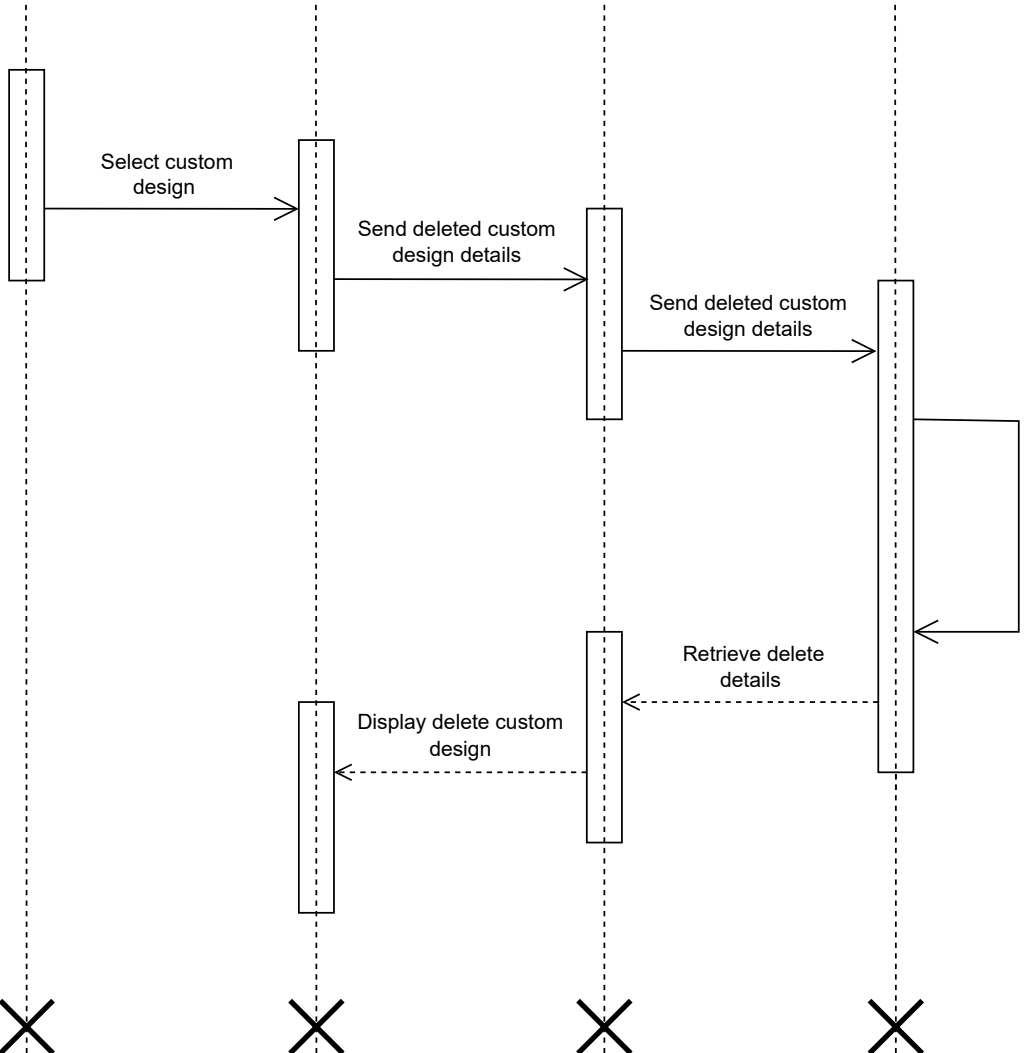 Select custom
design
Send deleted custom
design details
Send deleted custom
design details
Retrieve delete
details
Display delete custom
design